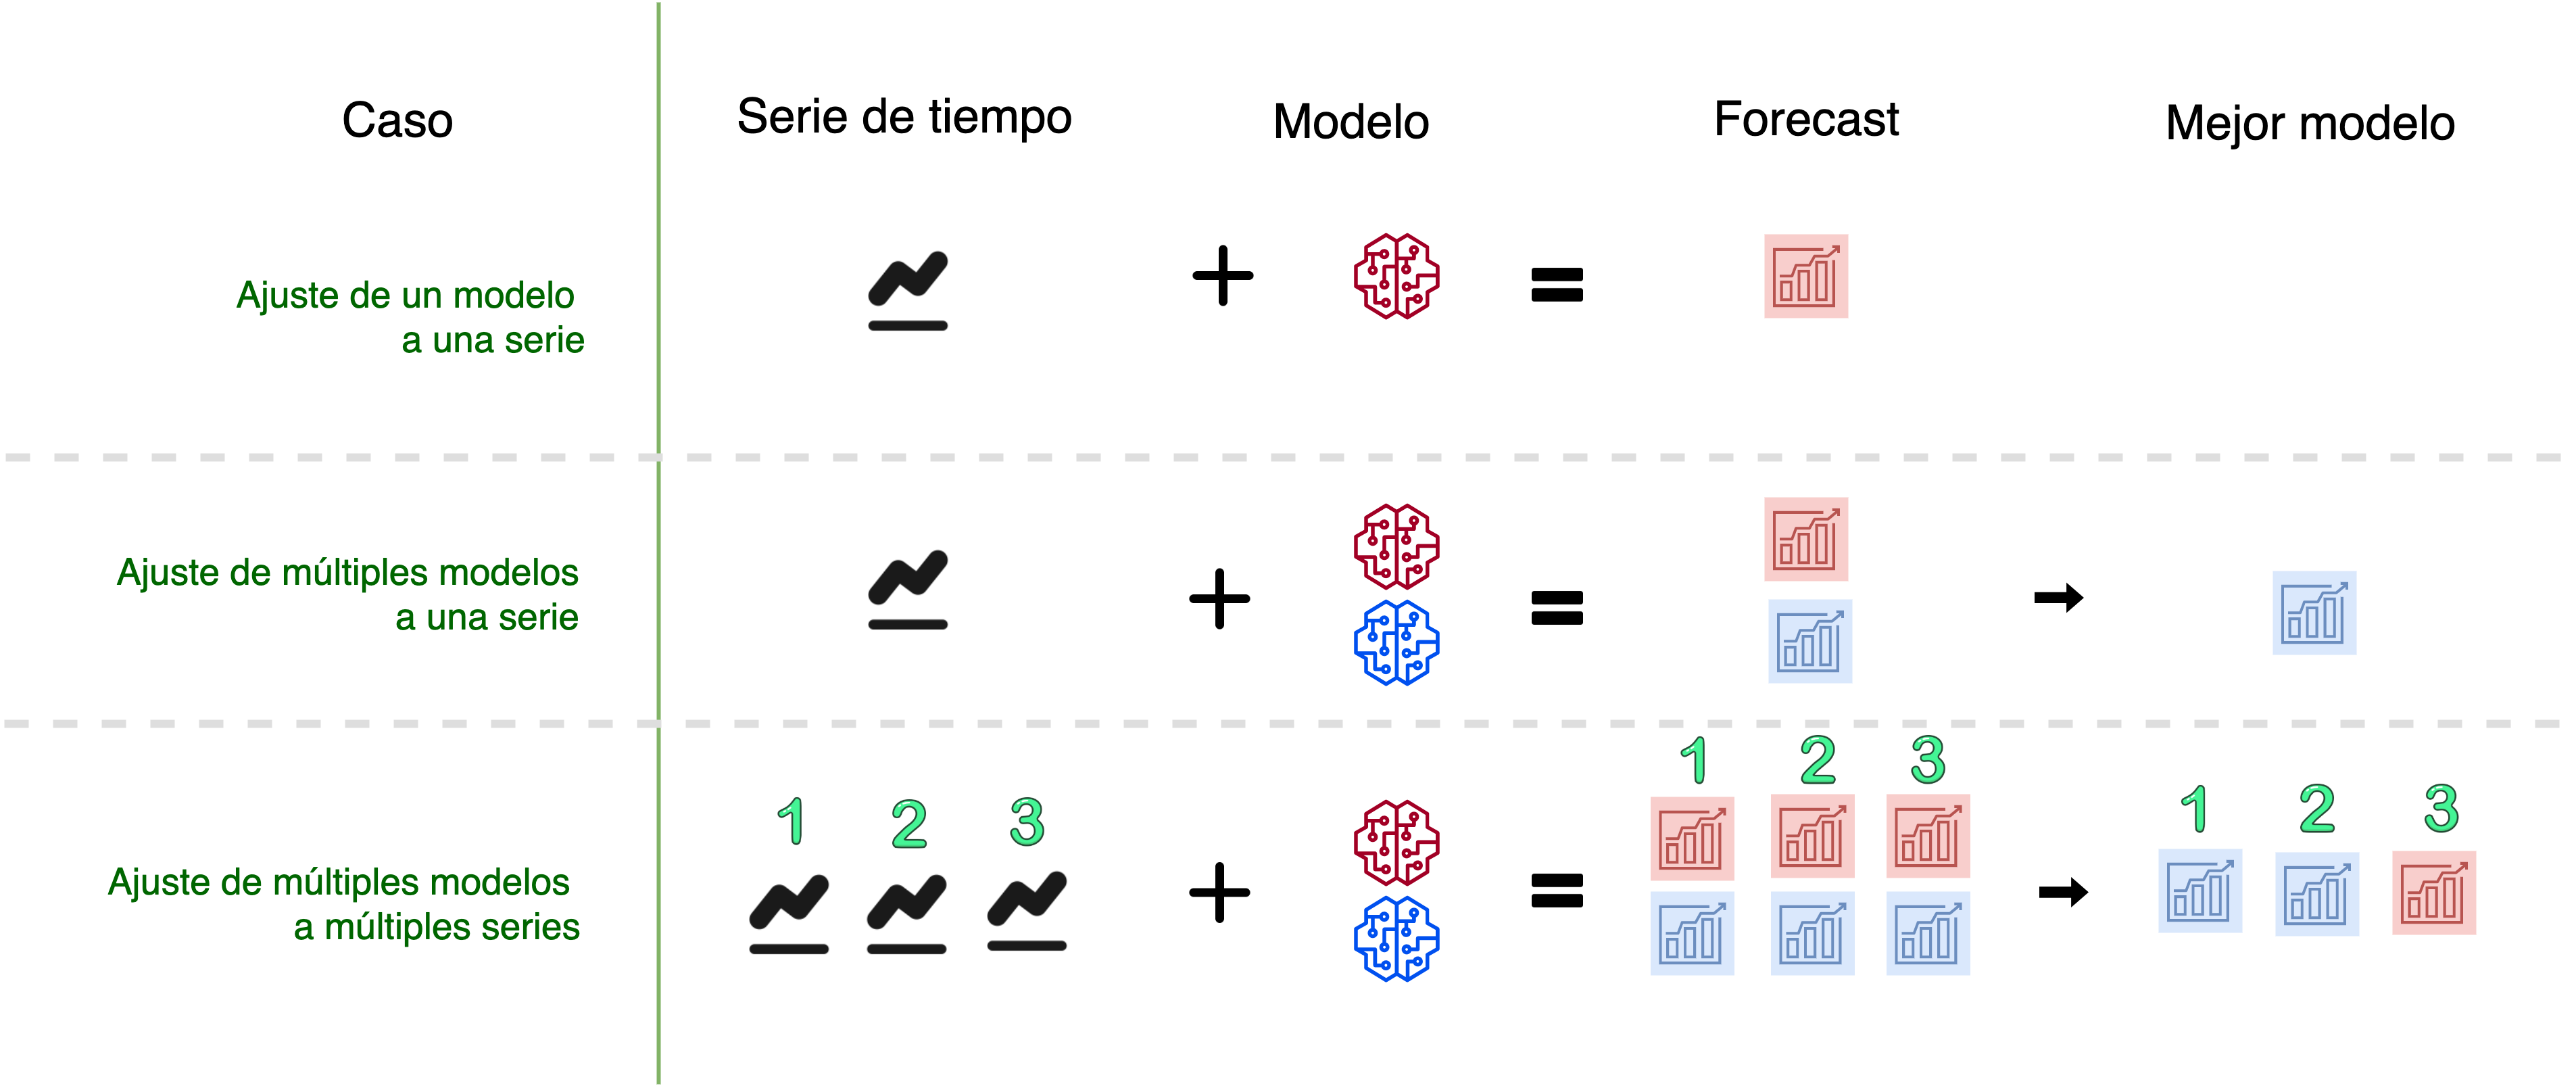 Caso
Serie de tiempo
Modelo
Forecast
Mejor modelo
Ajuste de un modelo
a una serie
Ajuste de múltiples modelos
a una serie
Ajuste de múltiples modelos
a múltiples series
1 2 3
1 2 3
1 2 3